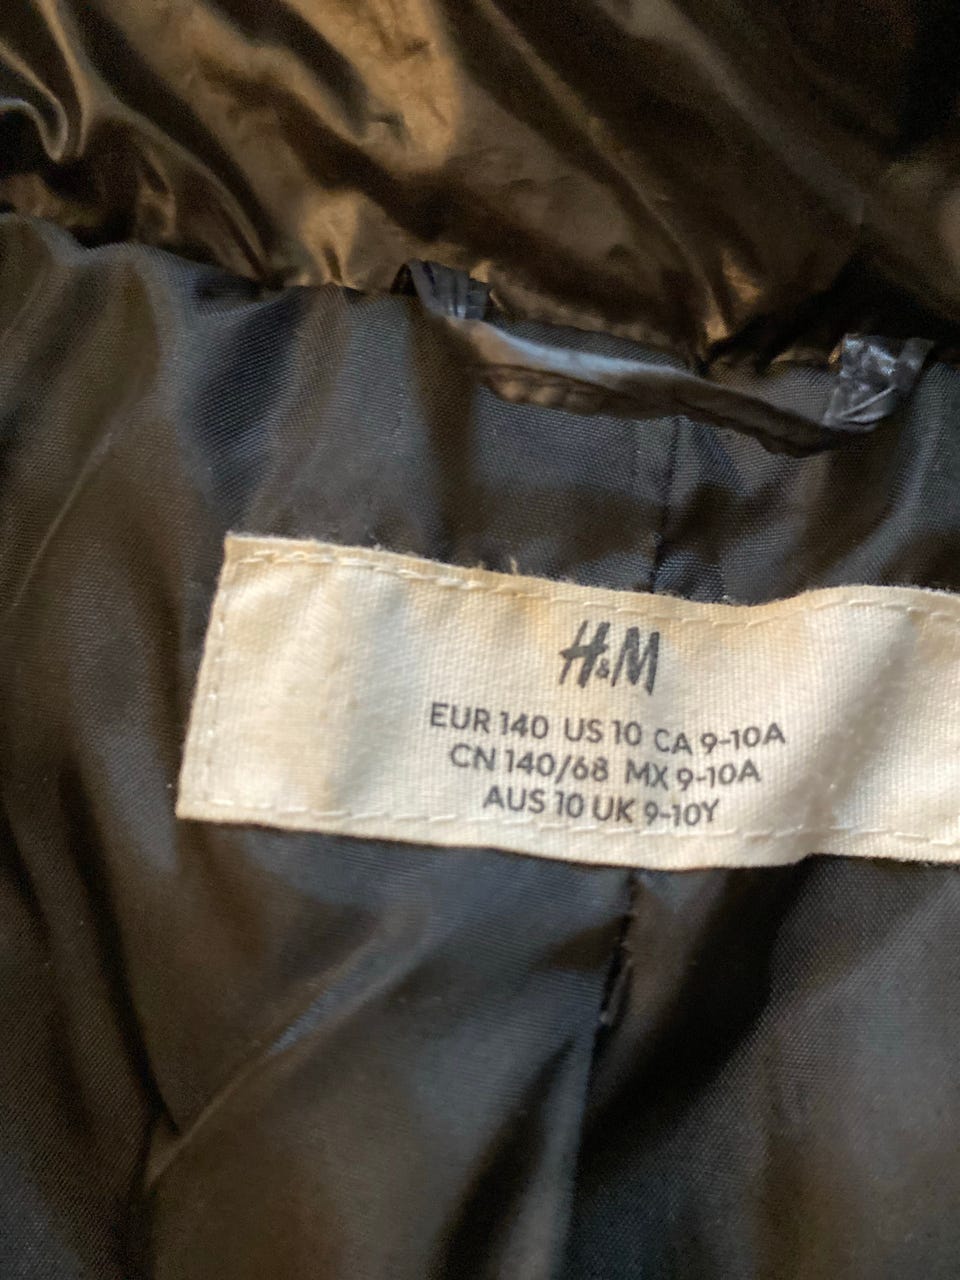 H&M
EUR 140 US 10 CA 9-10A
CN 140/68 MX 9-10A
AUS 10 UK 9-10Y